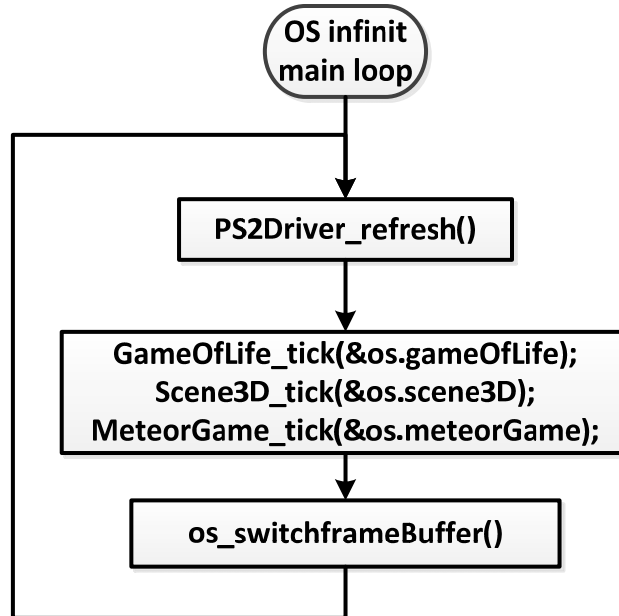 OS infinit
main loop
PS2Driver_refresh()
GameOfLife_tick(&os.gameOfLife);
Scene3D_tick(&os.scene3D);
MeteorGame_tick(&os.meteorGame);
os_switchframeBuffer()